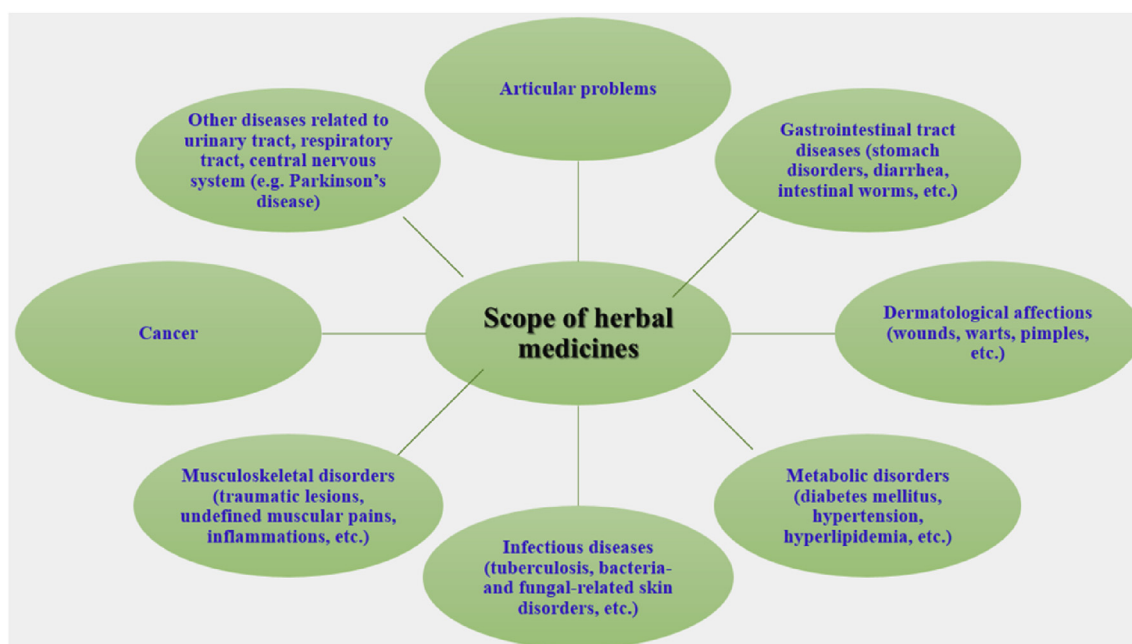 Articular problems
Other diseases related to
urinary tract, respiratory
tract, central nervous
system (e.g. Parkinson’s
disease)
Gastrointestinal tract
diseases (stomach
disorders, diarrhea,
intestinal worms, etc.)
Cancer
Scope of herbal
medicines
Dermatological affections
(wounds, warts, pimples,
etc.)
Musculoskeletal disorders
(traumatic lesions,
undefined muscular pains,
inflammations, etc.)
Infectious diseases
(tuberculosis, bacteria-
and fungal-related skin
disorders, etc.)
Metabolic disorders
(diabetes mellitus,
hypertension,
hyperlipidemia, etc.)